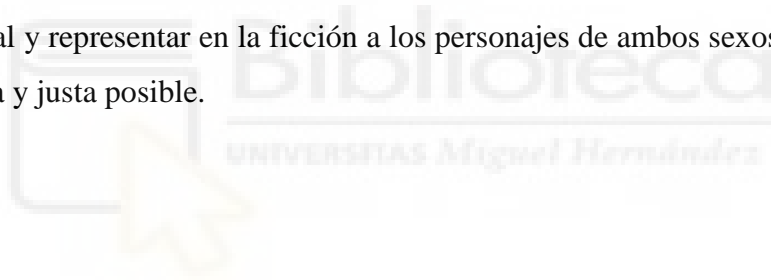 al y representar en la ficción a los personajes de ambos sexos
a y justa posible.
Biblioteca
UNIVERSITAS Miguel Hernández